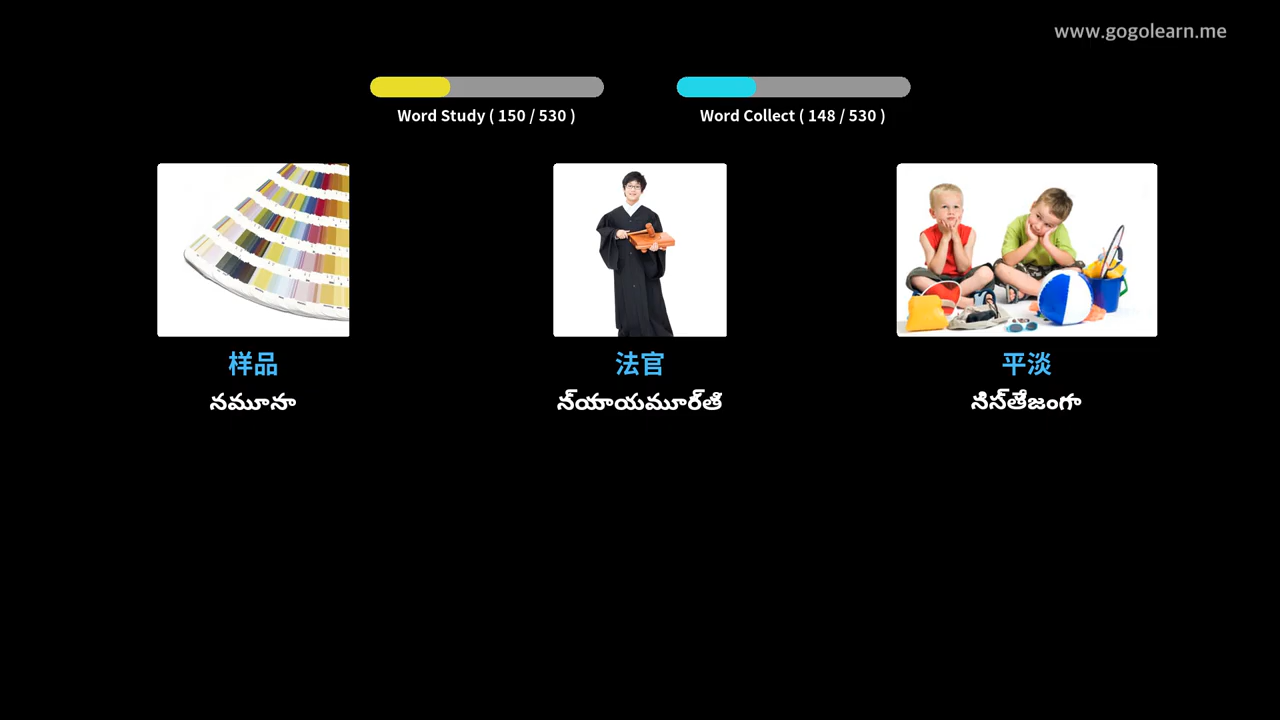 www.gogolearn.me
Word Study ( 150 / 530 )
Word Collect ( 148 / 530 )
样品
法官
平淡
నమూనా
న్‌యాయమూర్‌తి
నిస్‌తేజంగా